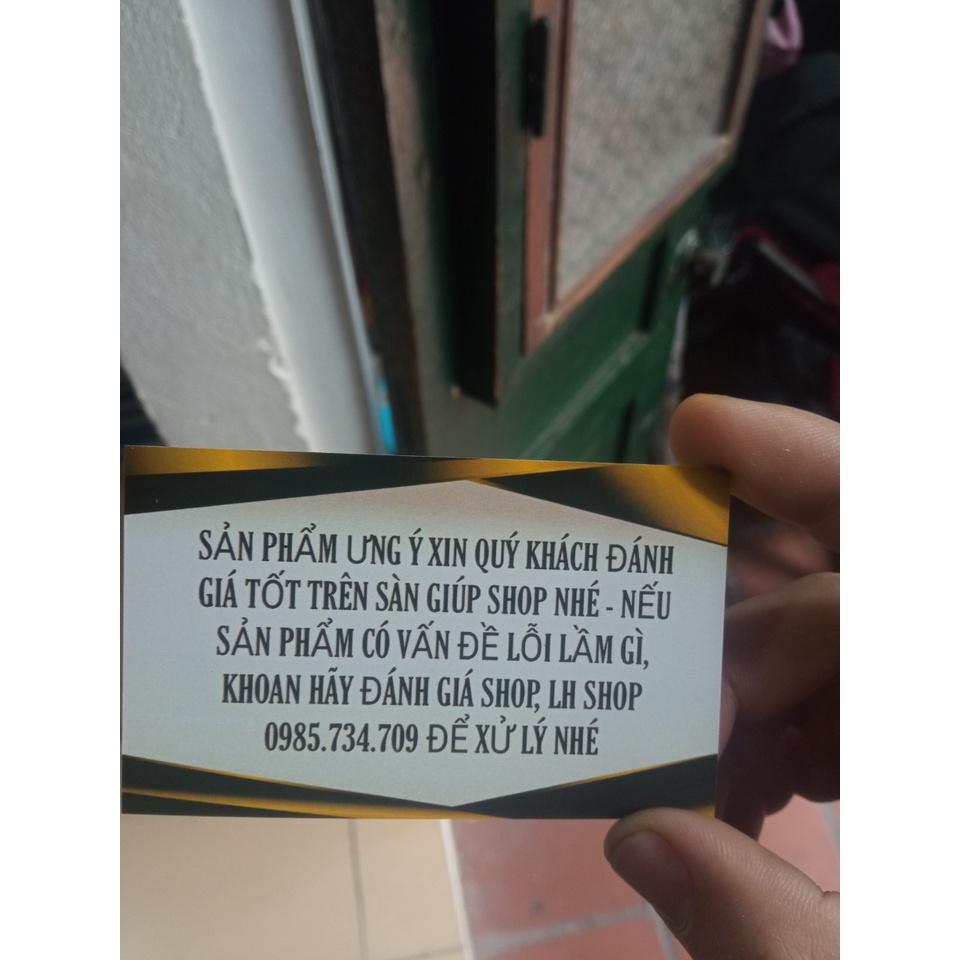 SẢN PHẨM ƯNG Ý XIN QUÝ KHÁCH ĐÁNH
GIÁ TỐT TRÊN SÀN GIÚP SHOP NHÉ - NẾU
SẢN PHẨM CÓ VẤN ĐỀ LỖI LẦM GÌ,
KHOAN HÃY ĐÁNH GIÁ SHOP, LH SHOP
0985.734.709 ĐỂ XỬ LÝ NHÉ